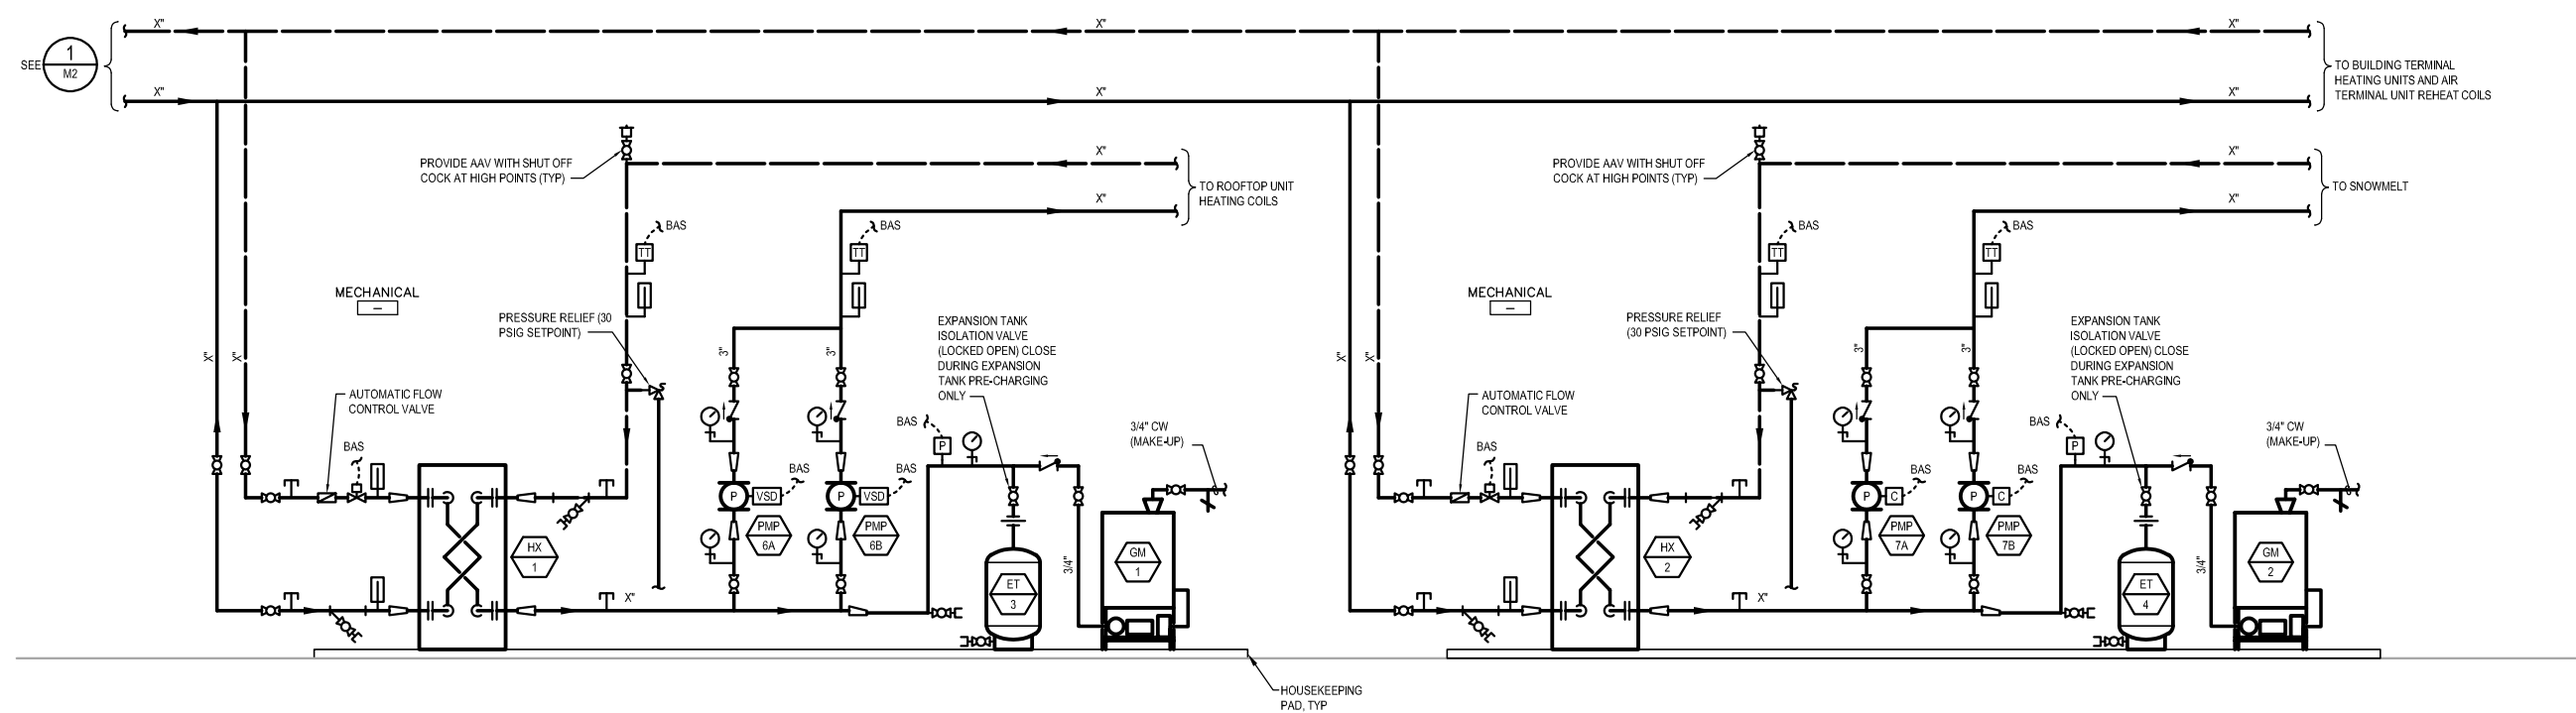 X"
X"
X"
1
SEE
M2
X"
X"
X"
TO BUILDING TERMINAL
HEATING UNITS AND AIR
TERMINAL UNIT REHEAT COILS
PROVIDE AAV WITH SHUT OFF
COCK AT HIGH POINTS (TYP)
X"
X"
TO ROOFTOP UNIT
HEATING COILS
BAS
TT
BAS
TT
MECHANICAL
-
PRESSURE RELIEF (30
PSIG SETPOINT)
X"
X"
3"
3"
EXPANSION TANK
ISOLATION VALVE
(LOCKED OPEN) CLOSE
DURING EXPANSION
TANK PRE-CHARGING
ONLY
AUTOMATIC FLOW
CONTROL VALVE
BAS
BAS
P
3/4" CW
(MAKE-UP)
P
VSD
BAS
P
VSD
BAS
PMP
6A
PMP
6B
HX
1
ET
3
3/4"
GM
1
X"
HOUSEKEEPING
PAD, TYP
PROVIDE AAV WITH SHUT OFF
COCK AT HIGH POINTS (TYP)
X"
X"
TO SNOWMELT
BAS
TT
BAS
TT
MECHANICAL
-
PRESSURE RELIEF
(30 PSIG SETPOINT)
X"
X"
3"
3"
EXPANSION TANK
ISOLATION VALVE
(LOCKED OPEN) CLOSE
DURING EXPANSION
TANK PRE-CHARGING
ONLY
AUTOMATIC FLOW
CONTROL VALVE
BAS
BAS
P
3/4" CW
(MAKE-UP)
P
C
BAS
P
C
BAS
PMP
7A
PMP
7B
HX
2
ET
4
3/4"
GM
2
X"